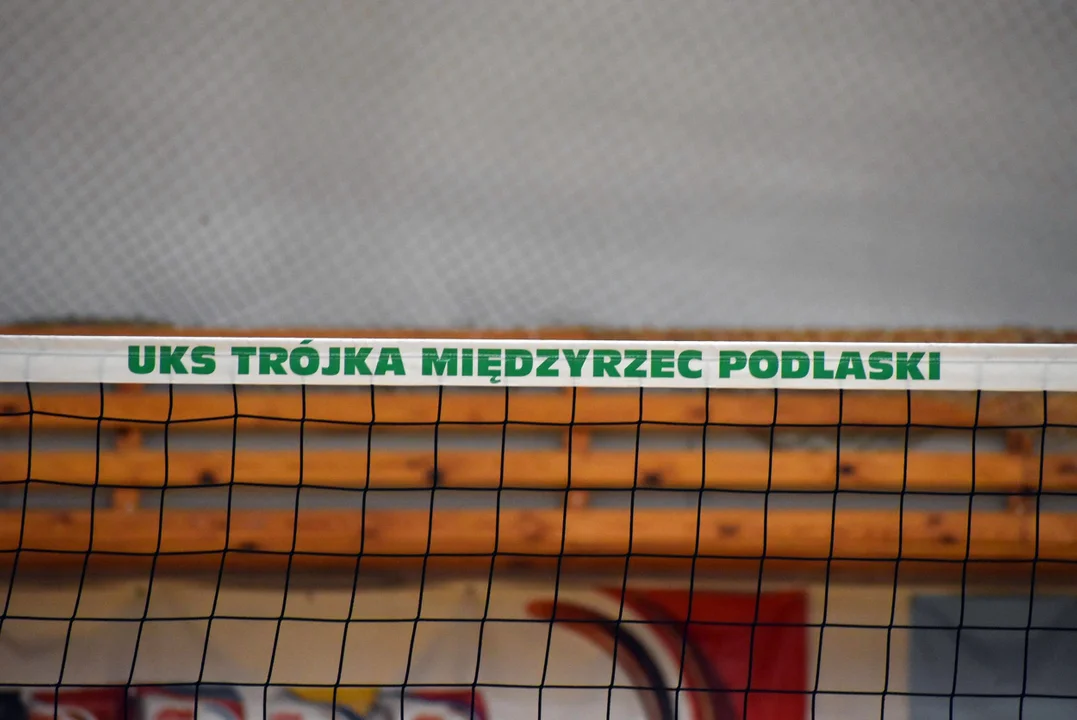 UKS TRÓJKA MIĘDZYRZEC PODLASKI